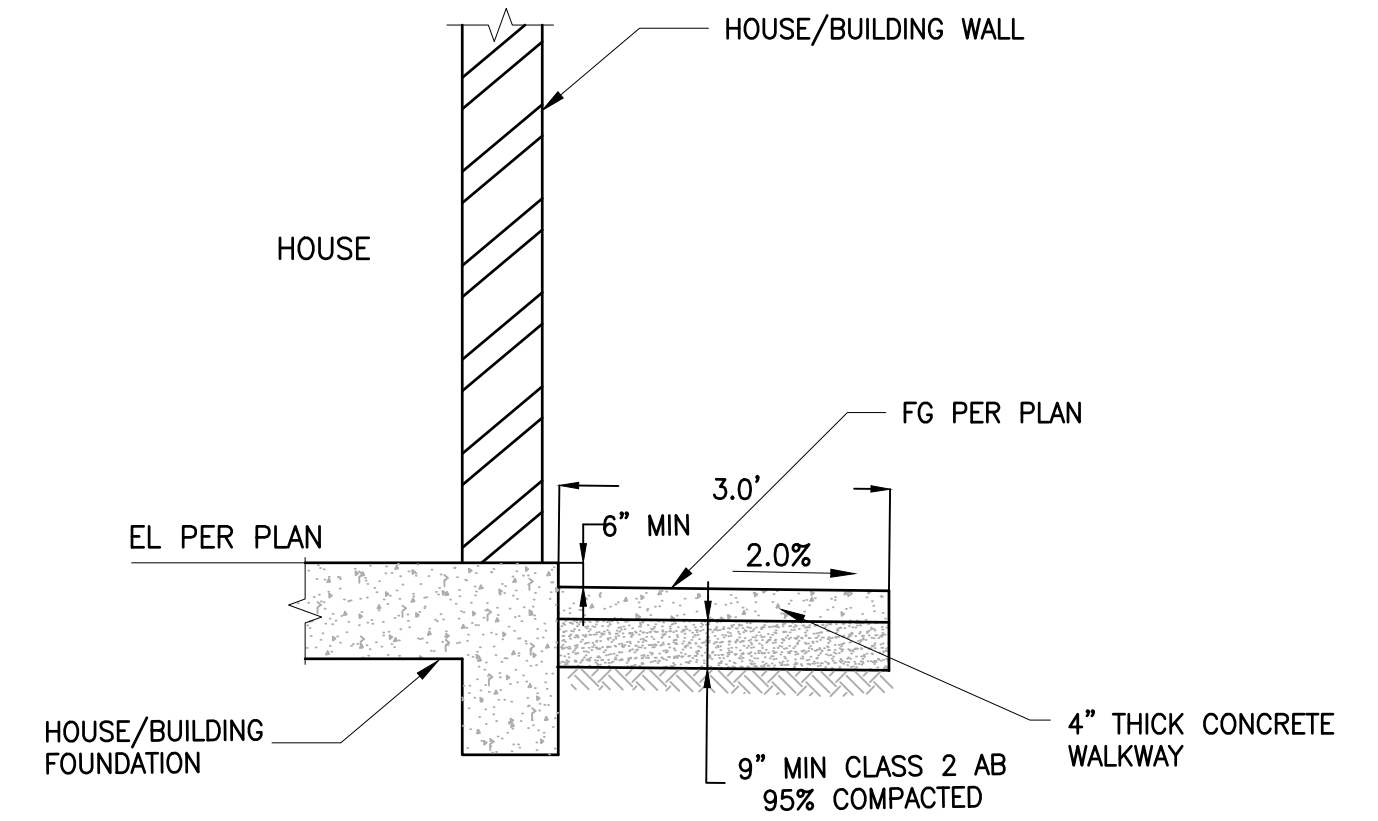 HOUSE/BUILDING WALL
HOUSE
FG PER PLAN
3.0'
6” MIN
EL PER PLAN
2.0%
HOUSE/BUILDING
FOUNDATION
4” THICK CONCRETE
WALKWAY
9” MIN CLASS 2 AB
95% COMPACTED